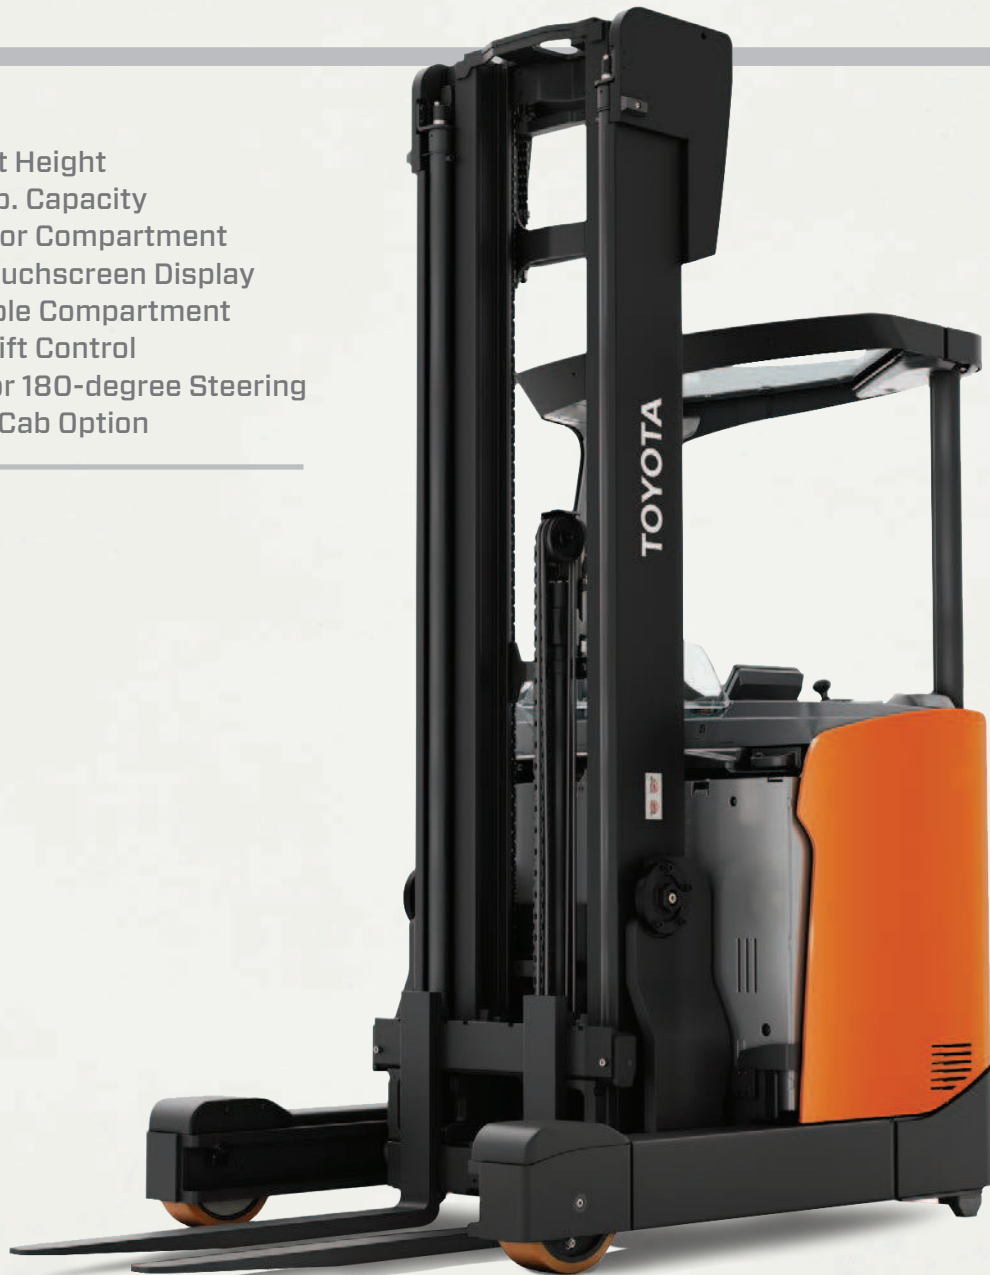 t Height
b. Capacity
or Compartment
uchscreen Display
ble Compartment
ift Control
or 180-degree Steering
Cab Option
TOYOTA